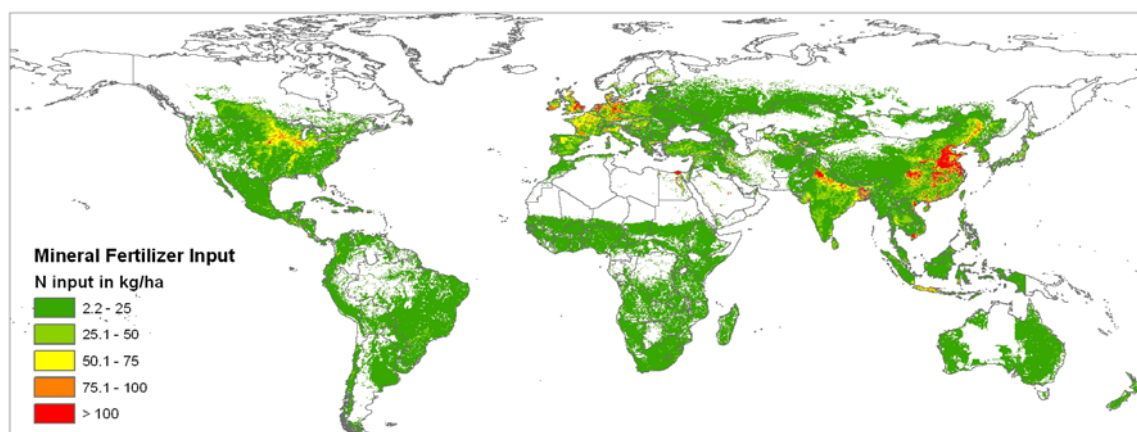 Mineral Fertilizer Input
N input in kg/ha
2.2 - 25
25.1 - 50
50.1 - 75
75.1 - 100
> 100